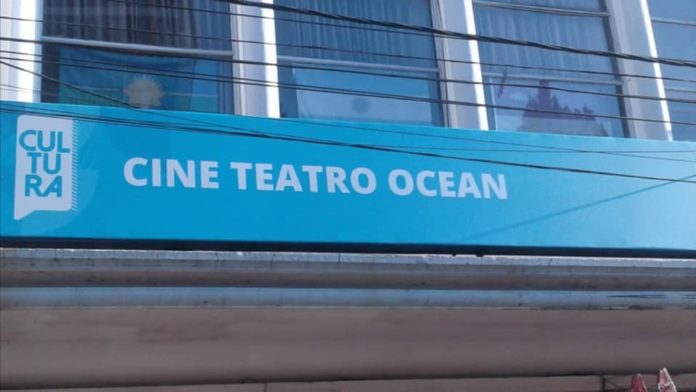 CUL
TU
RA
CINE TEATRO OCEAN